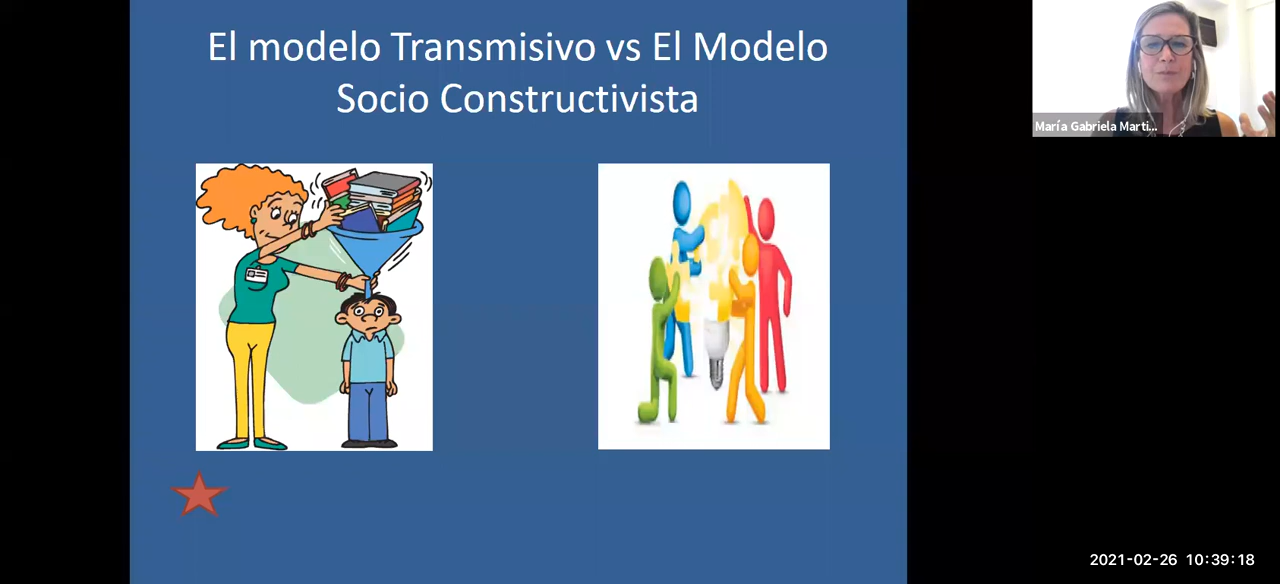 El modelo Transmisivo vs El Modelo
Socio Constructivista
María Gabriela Marti...
2021-02-26 10:39:18